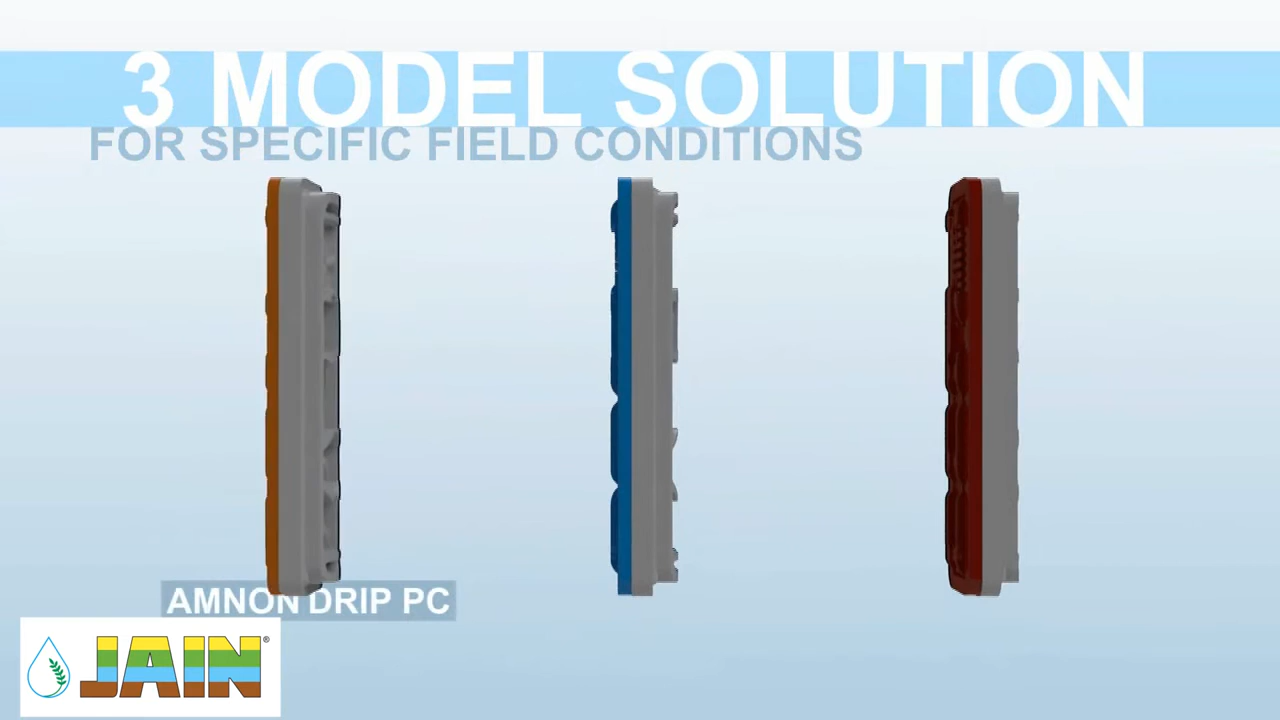 3 MODEL SOLUTION
FOR SPECIFIC FIELD CONDITIONS
AMNON DRIP PC
JAIN®